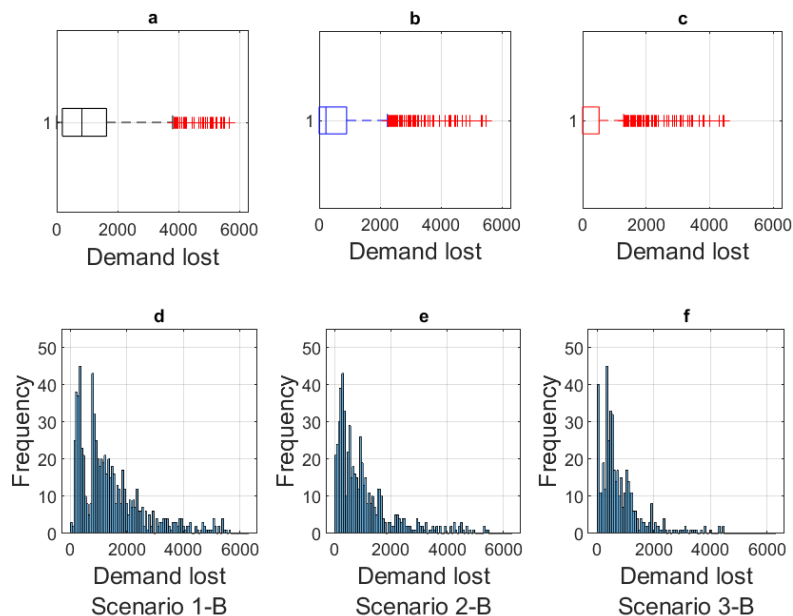 a b c
1 1 1
0 2000 4000 6000 0 2000 4000 6000 0 2000 4000 6000
Demand lost Demand lost Demand lost
d e f
50 50 50
40 40 40
30 30 30
20 20 20
10 10 10
0 0 0
Frequency Frequency Frequency
0 2000 4000 6000 0 2000 4000 6000 0 2000 4000 6000
Demand lost Demand lost Demand lost
Scenario 1-B Scenario 2-B Scenario 3-B